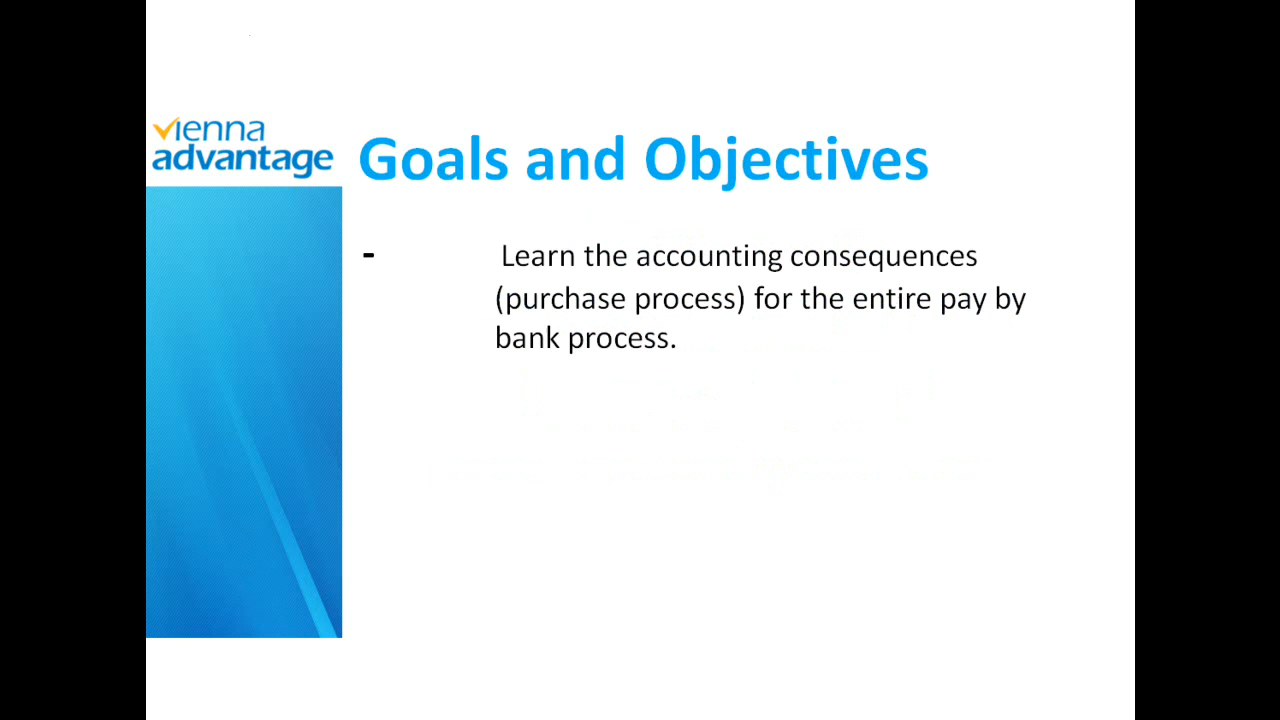 vienna
advantage
Goals and Objectives
- Learn the accounting consequences
(purchase process) for the entire pay by
bank process.